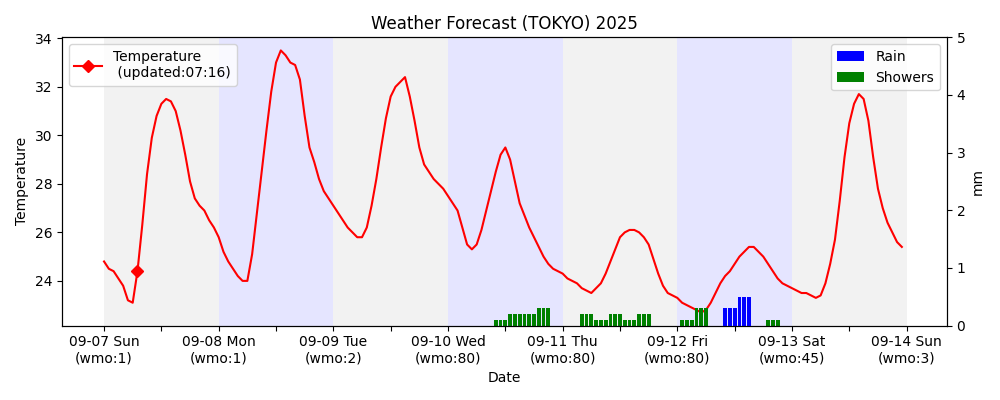 Weather Forecast (TOKYO) 2025
Temperature
(updated:07:16)
Rain
Showers
34
32
30
28
26
24
Temperature
5
4
3
2
1
0
mm
09-07 Sun
(wmo:1)
09-08 Mon
(wmo:1)
09-09 Tue
(wmo:2)
09-10 Wed
(wmo:80)
09-11 Thu
(wmo:80)
09-12 Fri
(wmo:80)
09-13 Sat
(wmo:45)
09-14 Sun
(wmo:3)
Date